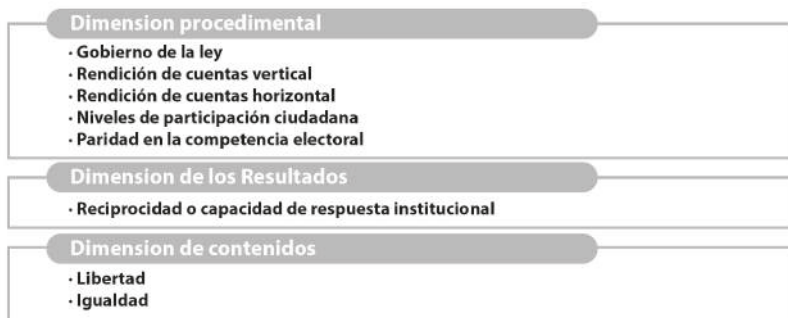 Dimension procedimental
· Gobierno de la ley
· Rendición de cuentas vertical
· Rendición de cuentas horizontal
· Niveles de participación ciudadana
· Paridad en la competencia electoral
Dimension de los Resultados
· Reciprocidad o capacidad de respuesta institucional
Dimension de contenidos
· Libertad
· Igualdad